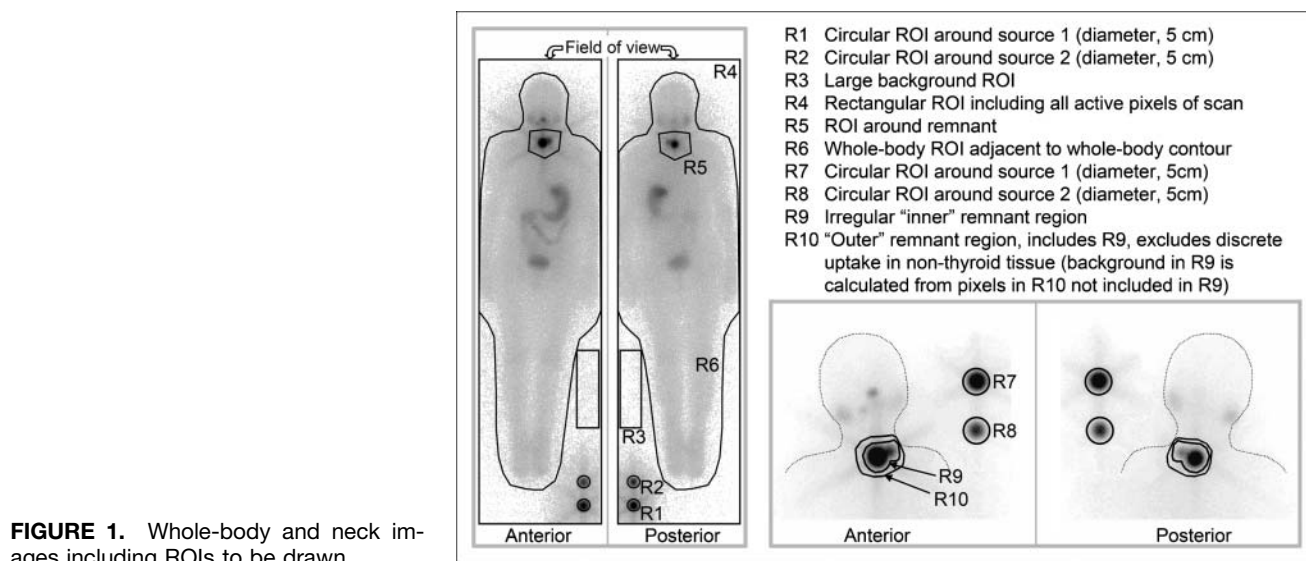 Field of view
R4
R5
R6
R3
R2
R1
Anterior
Posterior
R1 Circular ROI around source 1 (diameter, 5 cm)
R2 Circular ROI around source 2 (diameter, 5 cm)
R3 Large background ROI
R4 Rectangular ROI including all active pixels of scan
R5 ROI around remnant
R6 Whole-body ROI adjacent to whole-body contour
R7 Circular ROI around source 1 (diameter, 5cm)
R8 Circular ROI around source 2 (diameter, 5cm)
R9 Irregular “inner” remnant region
R10 “Outer” remnant region, includes R9, excludes discrete
uptake in non-thyroid tissue (background in R9 is
calculated from pixels in R10 not included in R9)
R7
R8
R9
R10
Anterior
Posterior
FIGURE 1. Whole-body and neck im-
ages including ROIs to be drawn